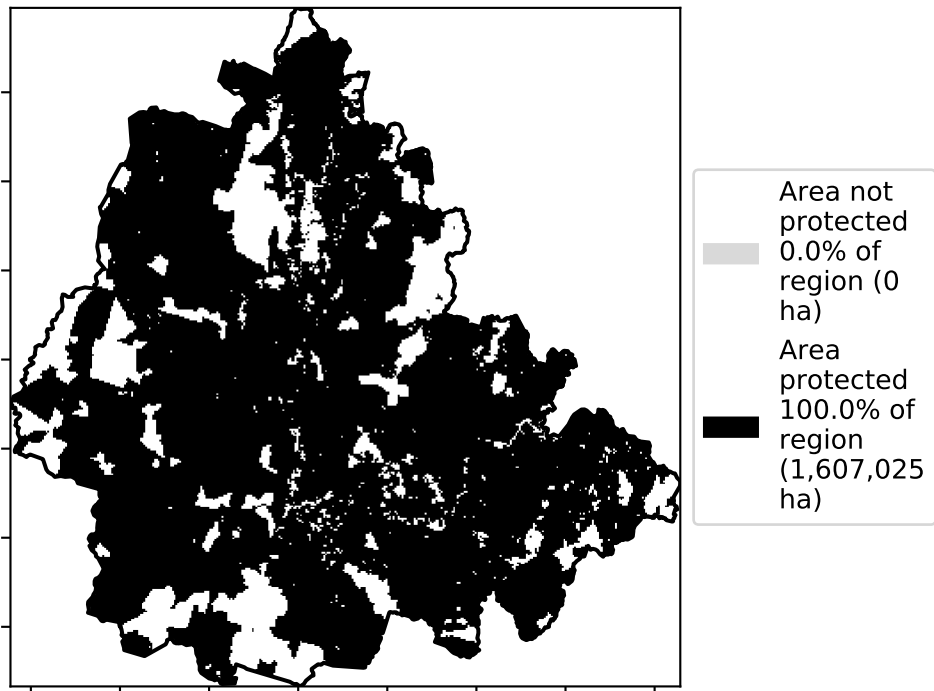 Area not
protected
0.0% of
region (0
ha)
Area
protected
100.0% of
region
(1,607,025
ha)